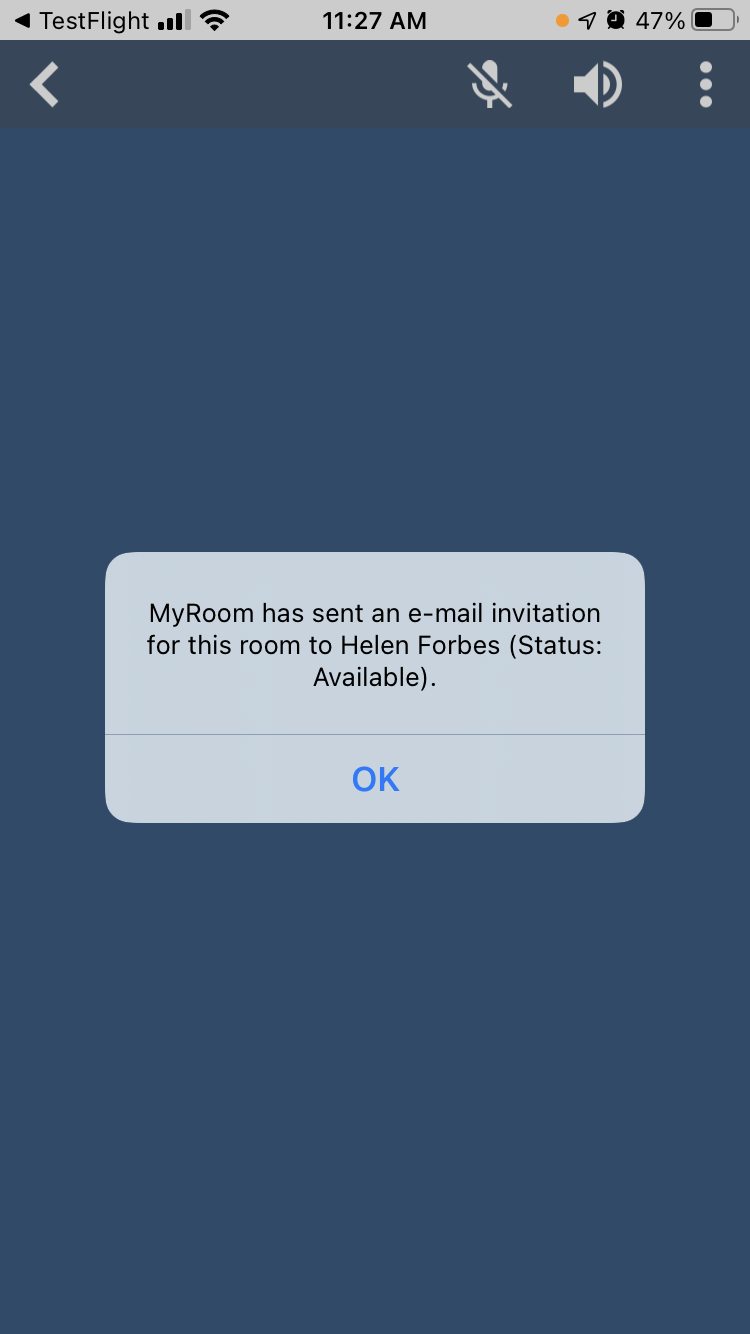 TestFlight 11:27 AM 47%
MyRoom has sent an e-mail invitation
for this room to Helen Forbes (Status:
Available).
OK